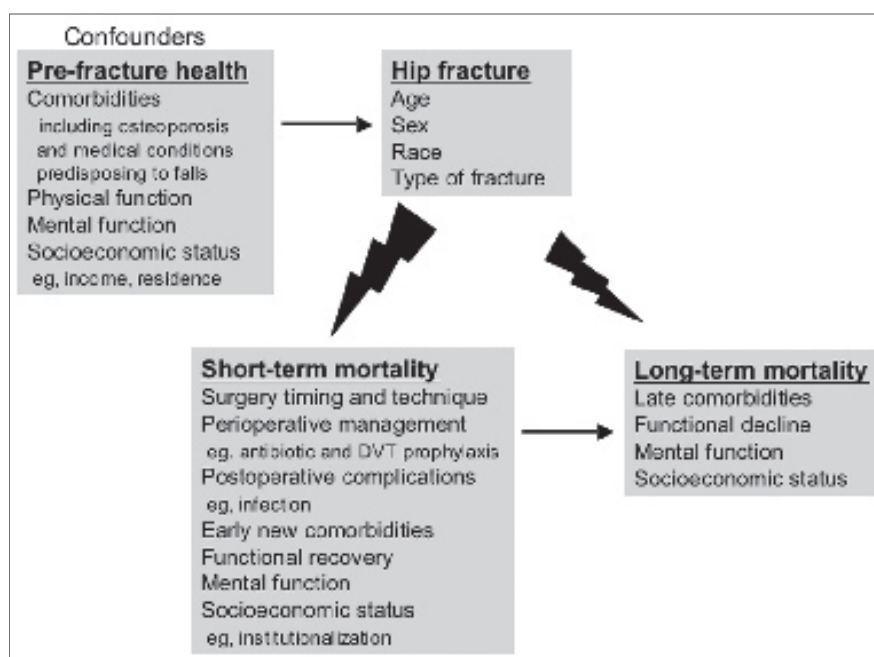 Confounders
Pre-fracture health
Comorbidities
including osteoporosis
and medical conditions
predisposing to falls
Physical function
Mental function
Socioeconomic status
eg, income, residence
Hip fracture
Age
Sex
Race
Type of fracture
Short-term mortality
Surgery timing and technique
Perioperative management
eg, antibiotic and DVT prophylaxis
Postoperative complications
eg, infection
Early new comorbidities
Functional recovery
Mental function
Socioeconomic status
eg, institutionalization
Long-term mortality
Late comorbidities
Functional decline
Mental function
Socioeconomic status